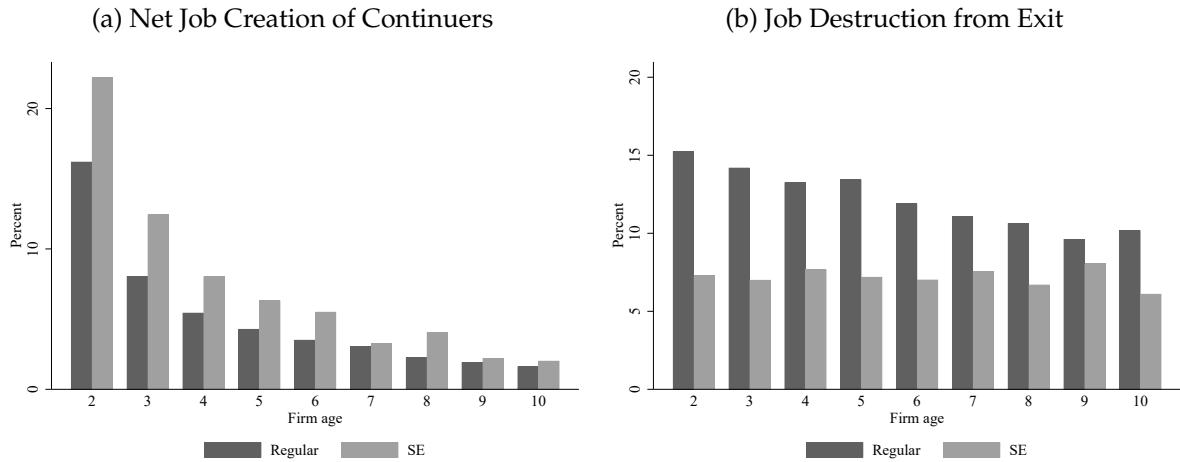 (a) Net Job Creation of Continuers
Percent
20
10
0
2 3 4 5 6 7 8 9 10
Firm age
Regular SE
(b) Job Destruction from Exit
Percent
20
15
10
5
0
2 3 4 5 6 7 8 9 10
Firm age
Regular SE